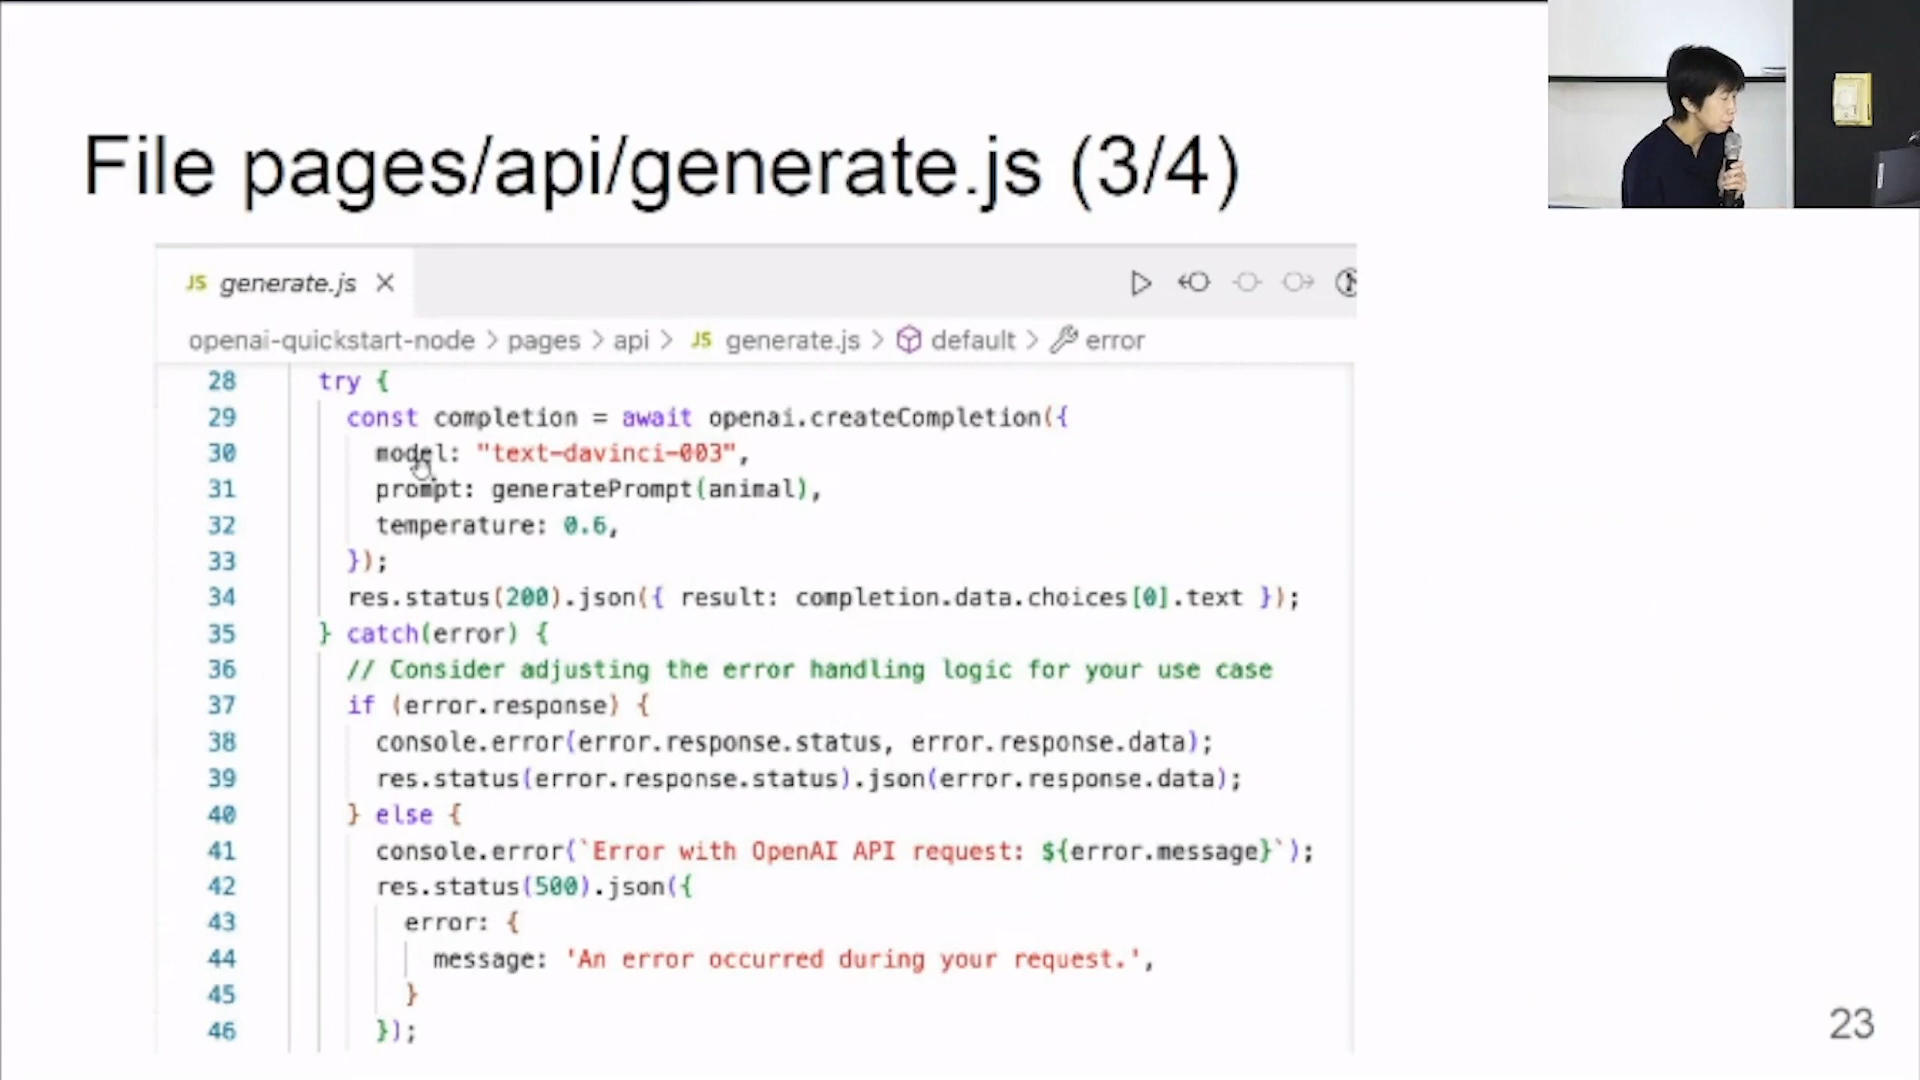 File pages/api/generate.js (3/4)
JS generate.js
openai-quickstart-node > pages > api > JS generate.js > default > error
28 try {
29 const completion = await openai.createCompletion({
30 model: "text-davinci-003",
31 prompt: generatePrompt(animal),
32 temperature: 0.6,
33 });
34 res.status(200).json({ result: completion.data.choices[0].text });
35 } catch(error) {
36 // Consider adjusting the error handling logic for your use case
37 if (error.response) {
38 console.error(error.response.status, error.response.data);
39 res.status(error.response.status).json(error.response.data);
40 } else {
41 console.error(`Error with OpenAI API request: ${error.message}`);
42 res.status(500).json({
43 error: {
44 message: 'An error occurred during your request.',
45 }
46 });
23